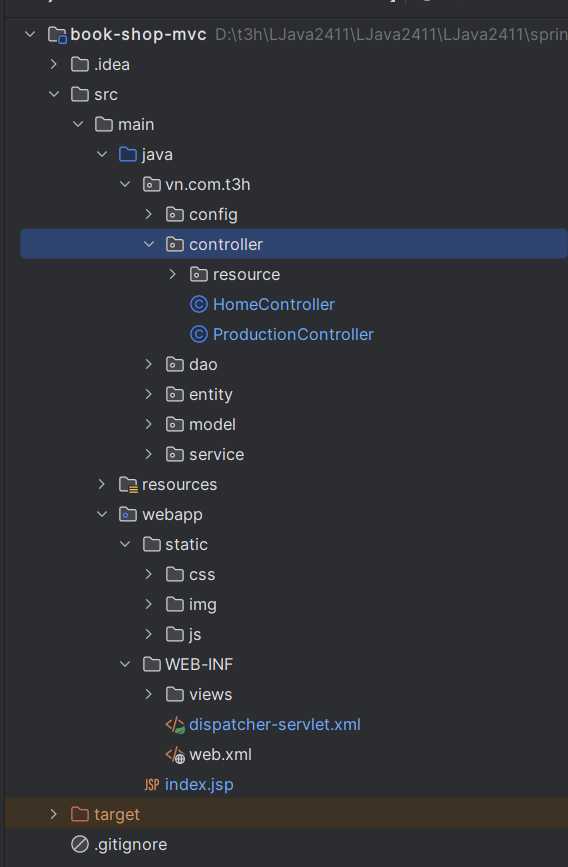 book-shop-mvc D:\t3h\LJava2411\LJava2411\LJava2411\sprin
.idea
src
main
java
vn.com.t3h
config
controller
resource
HomeController
ProductionController
dao
entity
model
service
resources
webapp
static
css
img
js
WEB-INF
views
dispatcher-servlet.xml
web.xml
JSP index.jsp
target
.gitignore